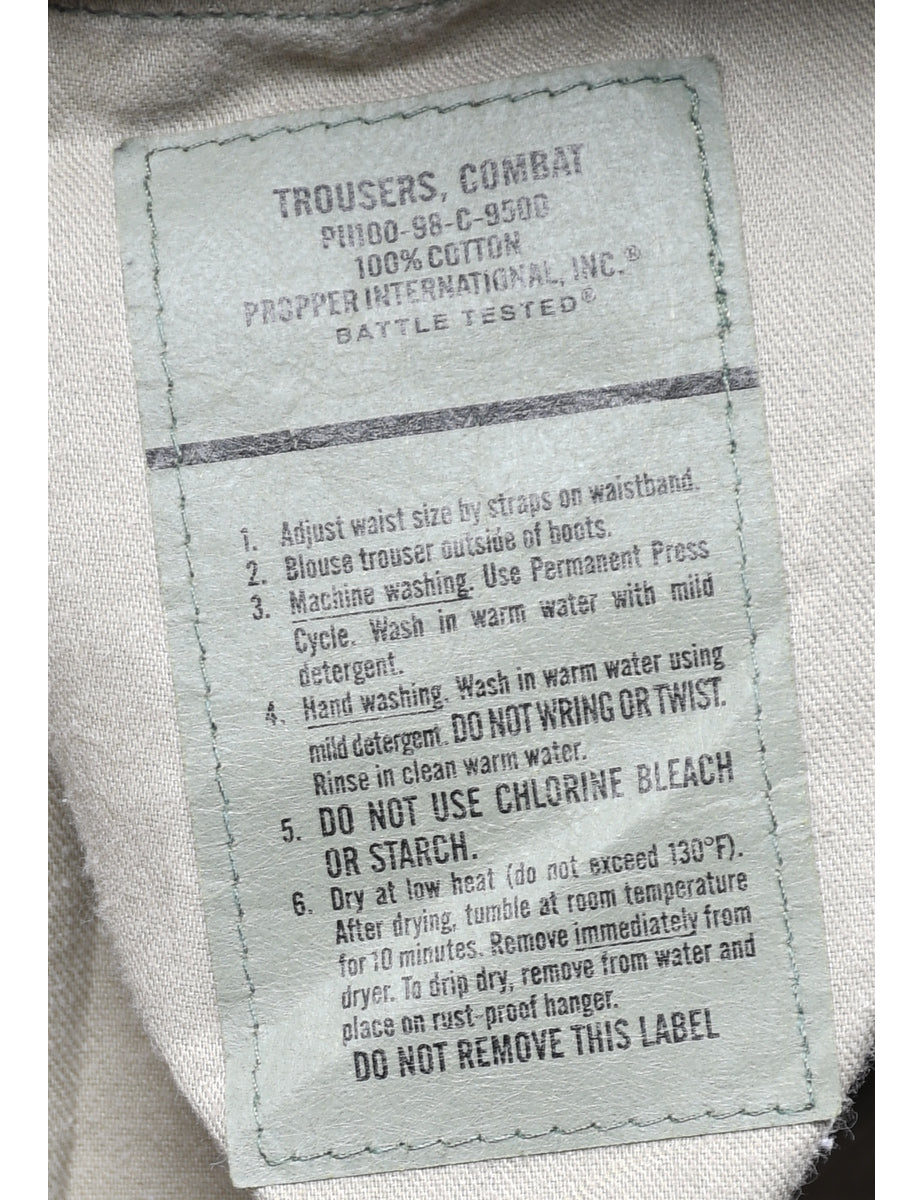 TROUSERS, COMBAT
PII100-98-C-9500
100% COTTON
PROPPER INTERNATIONAL, INC.®
BATTLE TESTED®
1. Adjust waist size by straps on waistband.
2. Blouse trouser outside of boots.
3. Machine washing. Use Permanent Press
Cycle. Wash in warm water with mild
detergent.
4. Hand washing. Wash in warm water using
mild detergent. DO NOT WRING OR TWIST.
Rinse in clean warm water.
5. DO NOT USE CHLORINE BLEACH
OR STARCH.
6. Dry at low heat (do not exceed 130°F).
After drying, tumble at room temperature
for 10 minutes. Remove immediately from
dryer. To drip dry, remove from water and
place on rust-proof hanger.
DO NOT REMOVE THIS LABEL